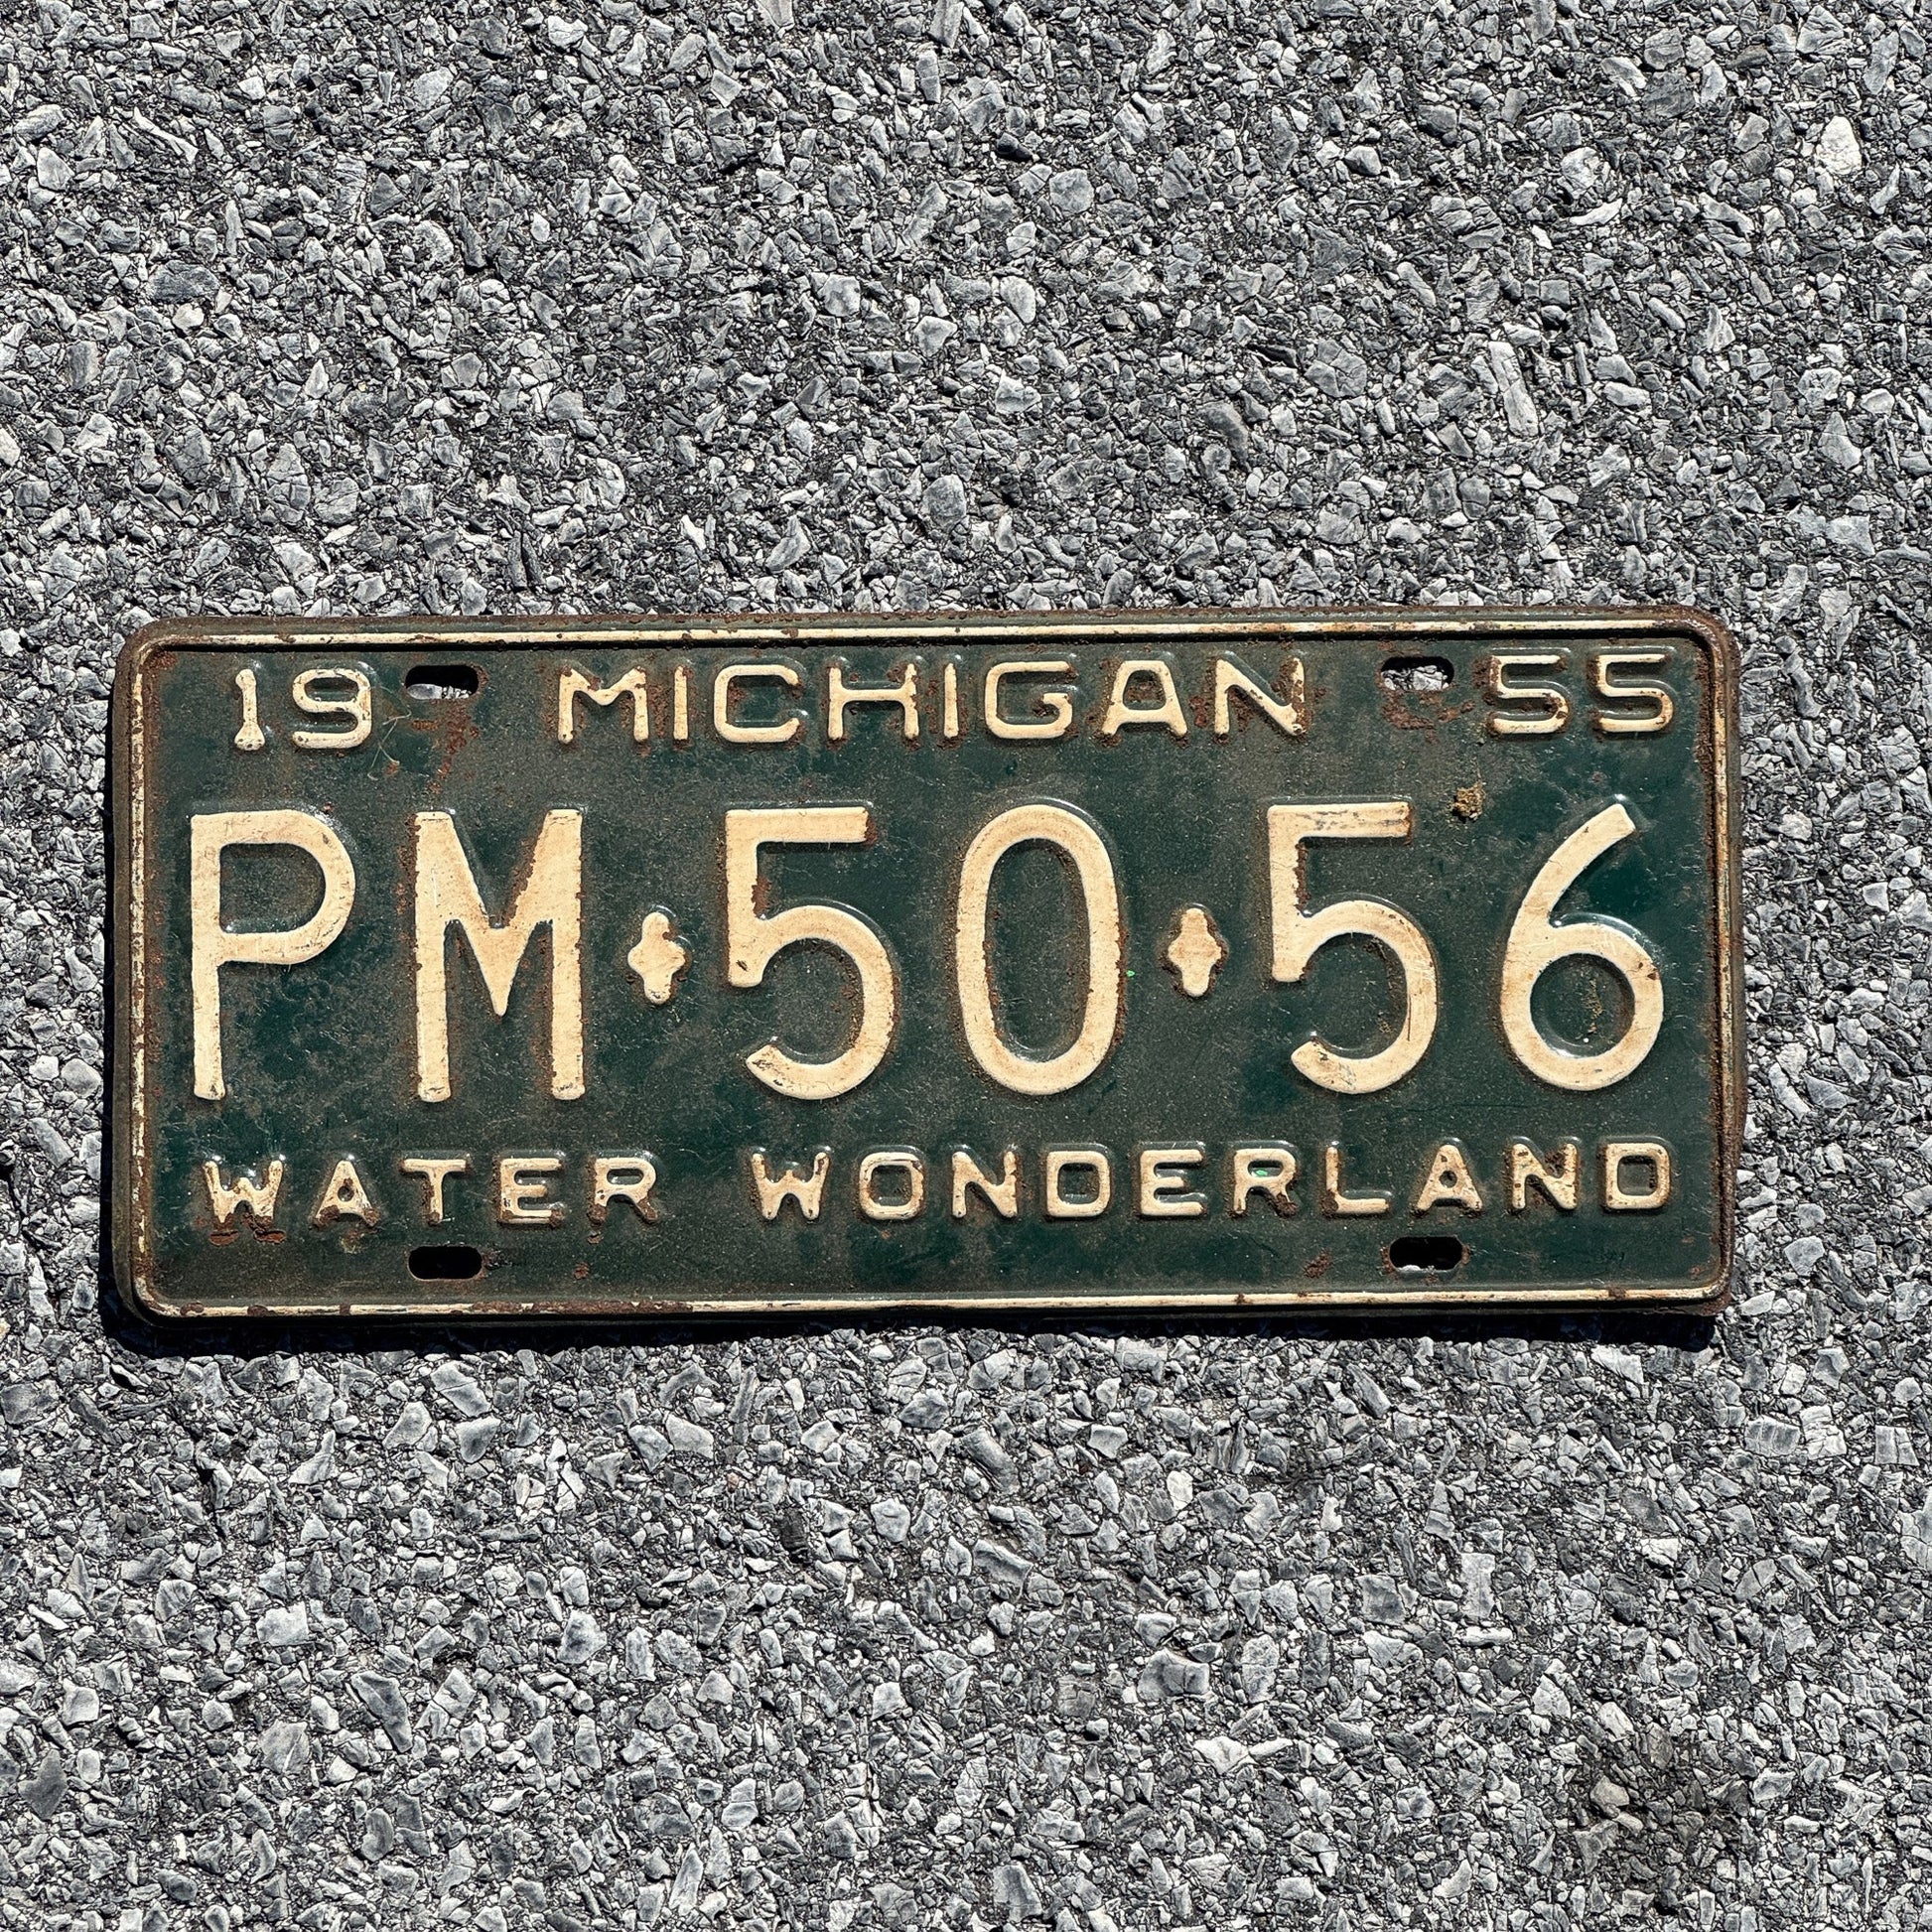 19 MICHIGAN 55
PM 50 56
WATER WONDERLAND